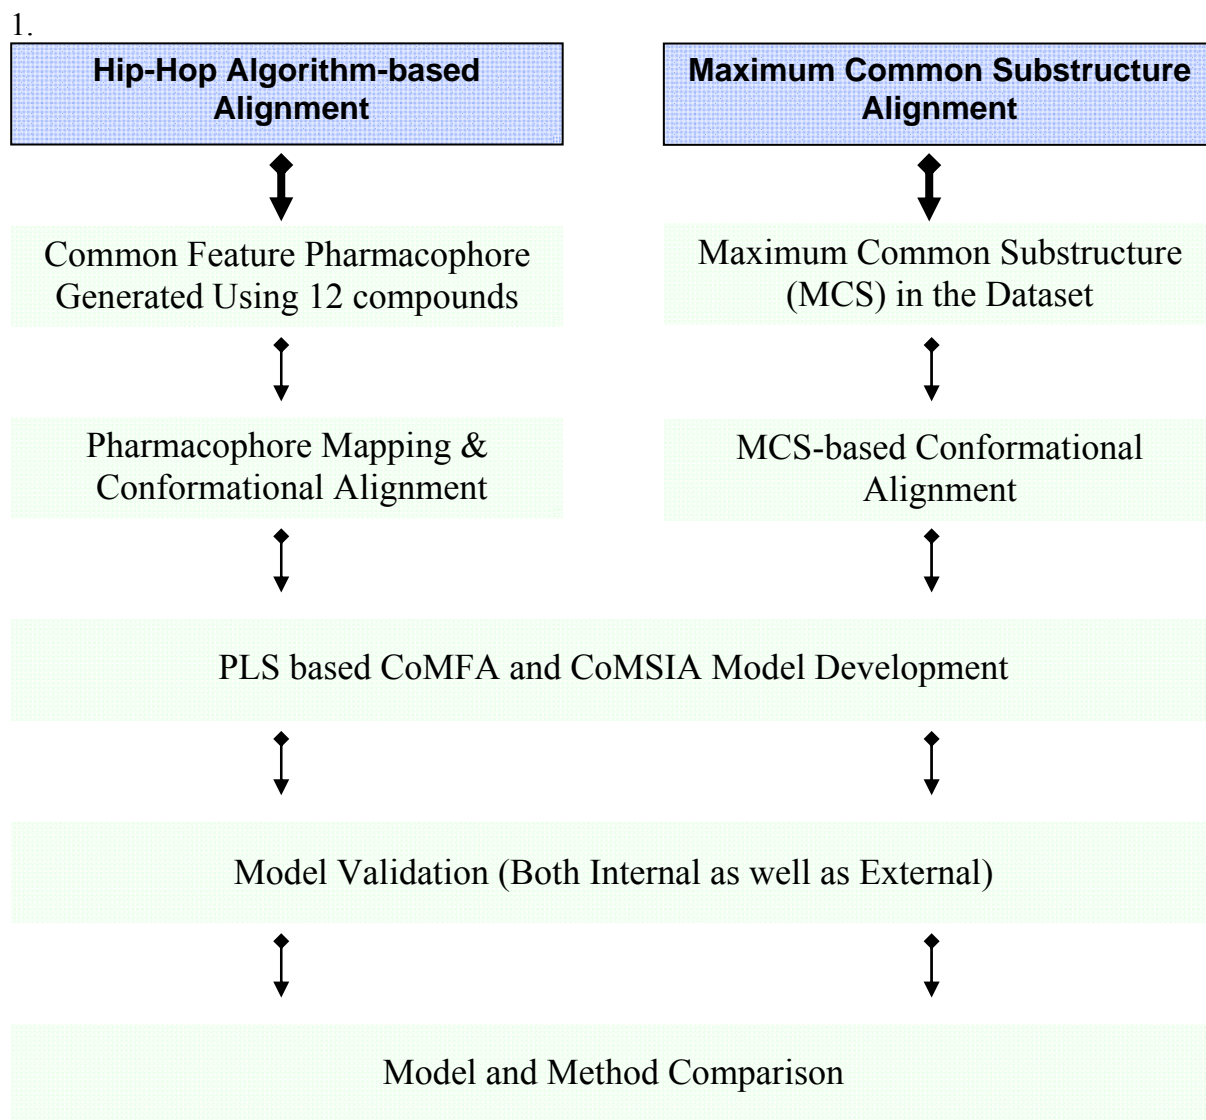 1.
Hip-Hop Algorithm-based
Alignment
Maximum Common Substructure
Alignment
Common Feature Pharmacophore
Generated Using 12 compounds
Maximum Common Substructure
(MCS) in the Dataset
Pharmacophore Mapping &
Conformational Alignment
MCS-based Conformational
Alignment
PLS based CoMFA and CoMSIA Model Development
Model Validation (Both Internal as well as External)
Model and Method Comparison